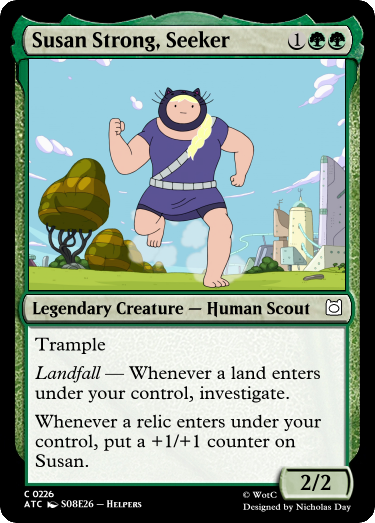 Susan Strong, Seeker 1
Legendary Creature — Human Scout
Trample
Landfall — Whenever a land enters
under your control, investigate.
Whenever a relic enters under your
control, put a +1/+1 counter on
Susan.
2/2
C 0226
ATC S08E26 – Helpers
© WotC
Designed by Nicholas Day